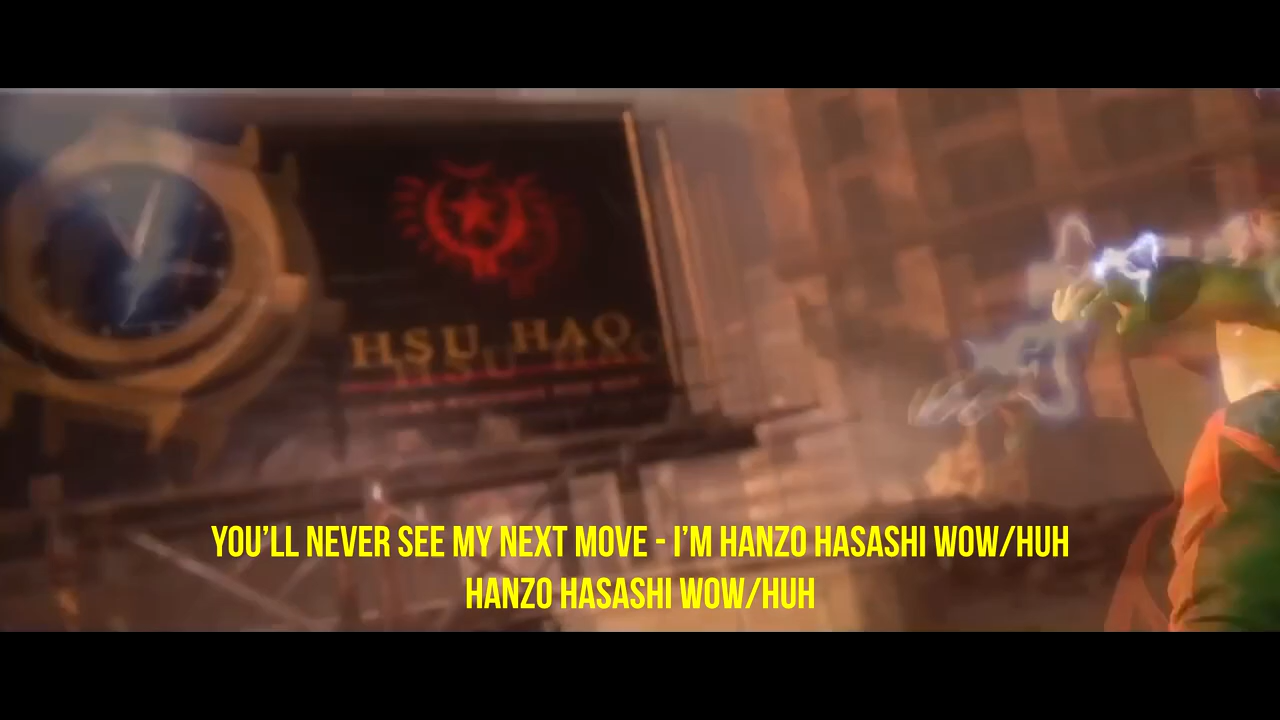 HSU HAO
YOU’LL NEVER SEE MY NEXT MOVE - I’M HANZO HASASHI WOW/HUH
HANZO HASASHI WOW/HUH